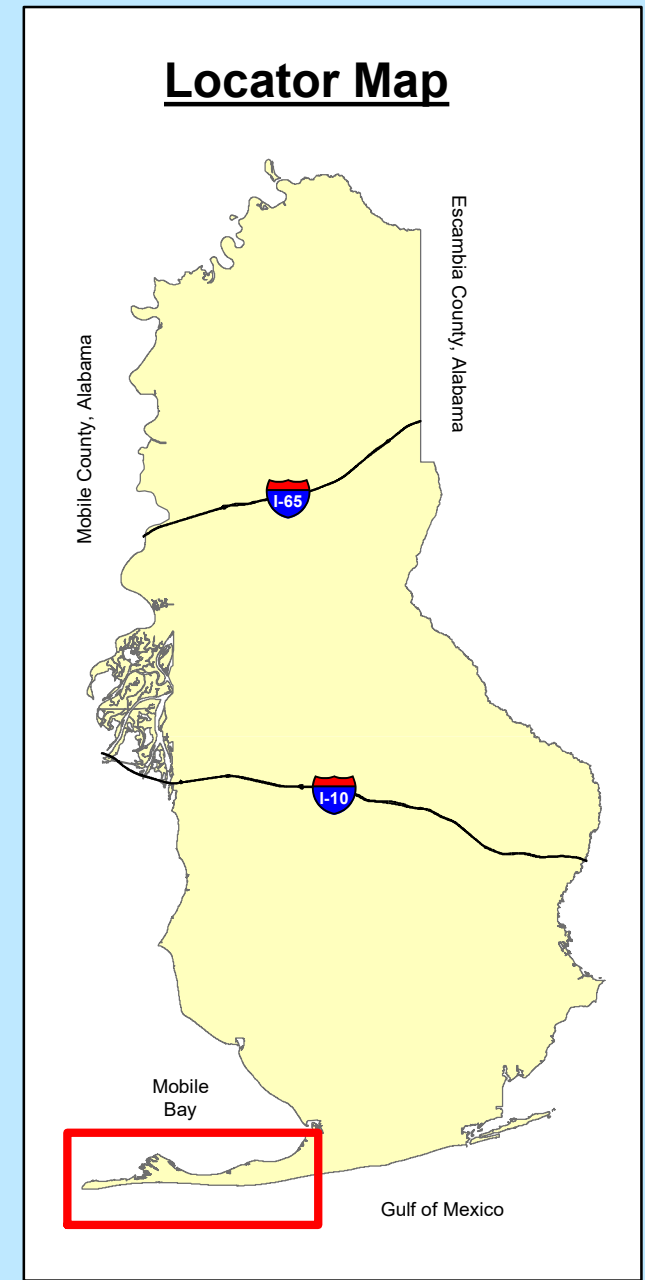 Locator Map
Escambia County, Alabama
Mobile County, Alabama
I-65
I-10
Mobile
Bay
Gulf of Mexico